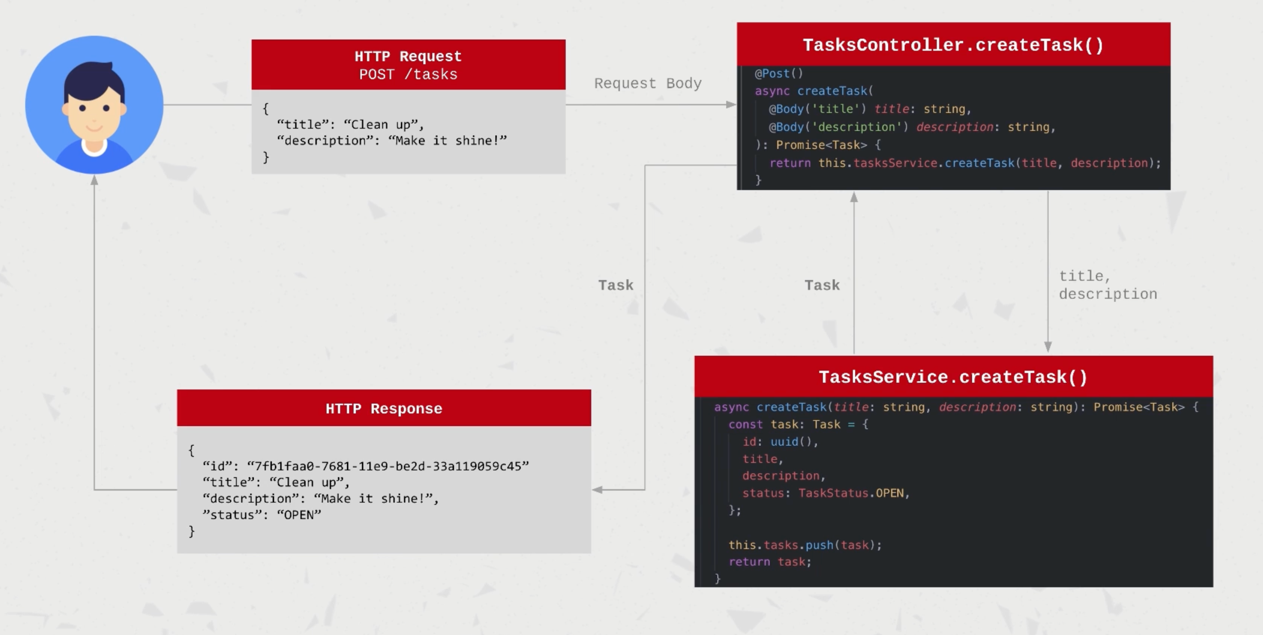 HTTP Request
POST /tasks
{
  “title”: “Clean up”,
  “description”: “Make it shine!”
}
Request Body
TasksController.createTask()
@Post()
async createTask(
  @Body('title') title: string,
  @Body('description') description: string,
): Promise<Task> {
  return this.tasksService.createTask(title, description);
}
Task
Task
title,
description
HTTP Response
{
  “id”: “7fb1faa0-7681-11e9-be2d-33a119059c45”
  “title”: “Clean up”,
  “description”: “Make it shine!”,
  ”status”: “OPEN”
}
TasksService.createTask()
async createTask(title: string, description: string): Promise<Task> {
  const task: Task = {
    id: uuid(),
    title,
    description,
    status: TaskStatus.OPEN,
  };
  this.tasks.push(task);
  return task;
}